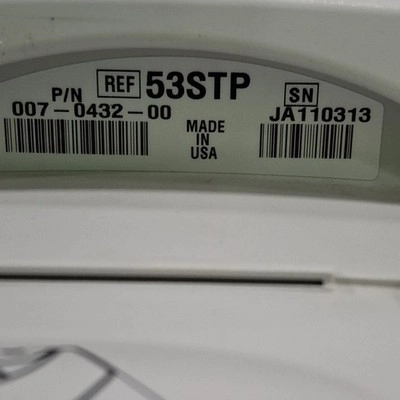 REF 53STP
P/N
007-0432-00
SN
JA110313
MADE
IN
USA